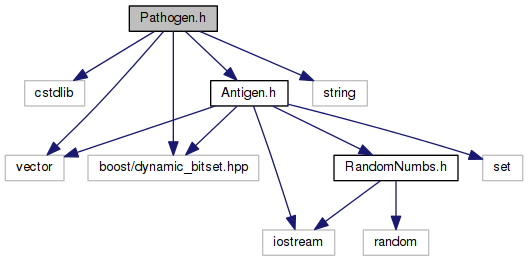 Pathogen.h
cstdlib
Antigen.h
string
vector
boost/dynamic_bitset.hpp
RandomNumbs.h
set
iostream
random